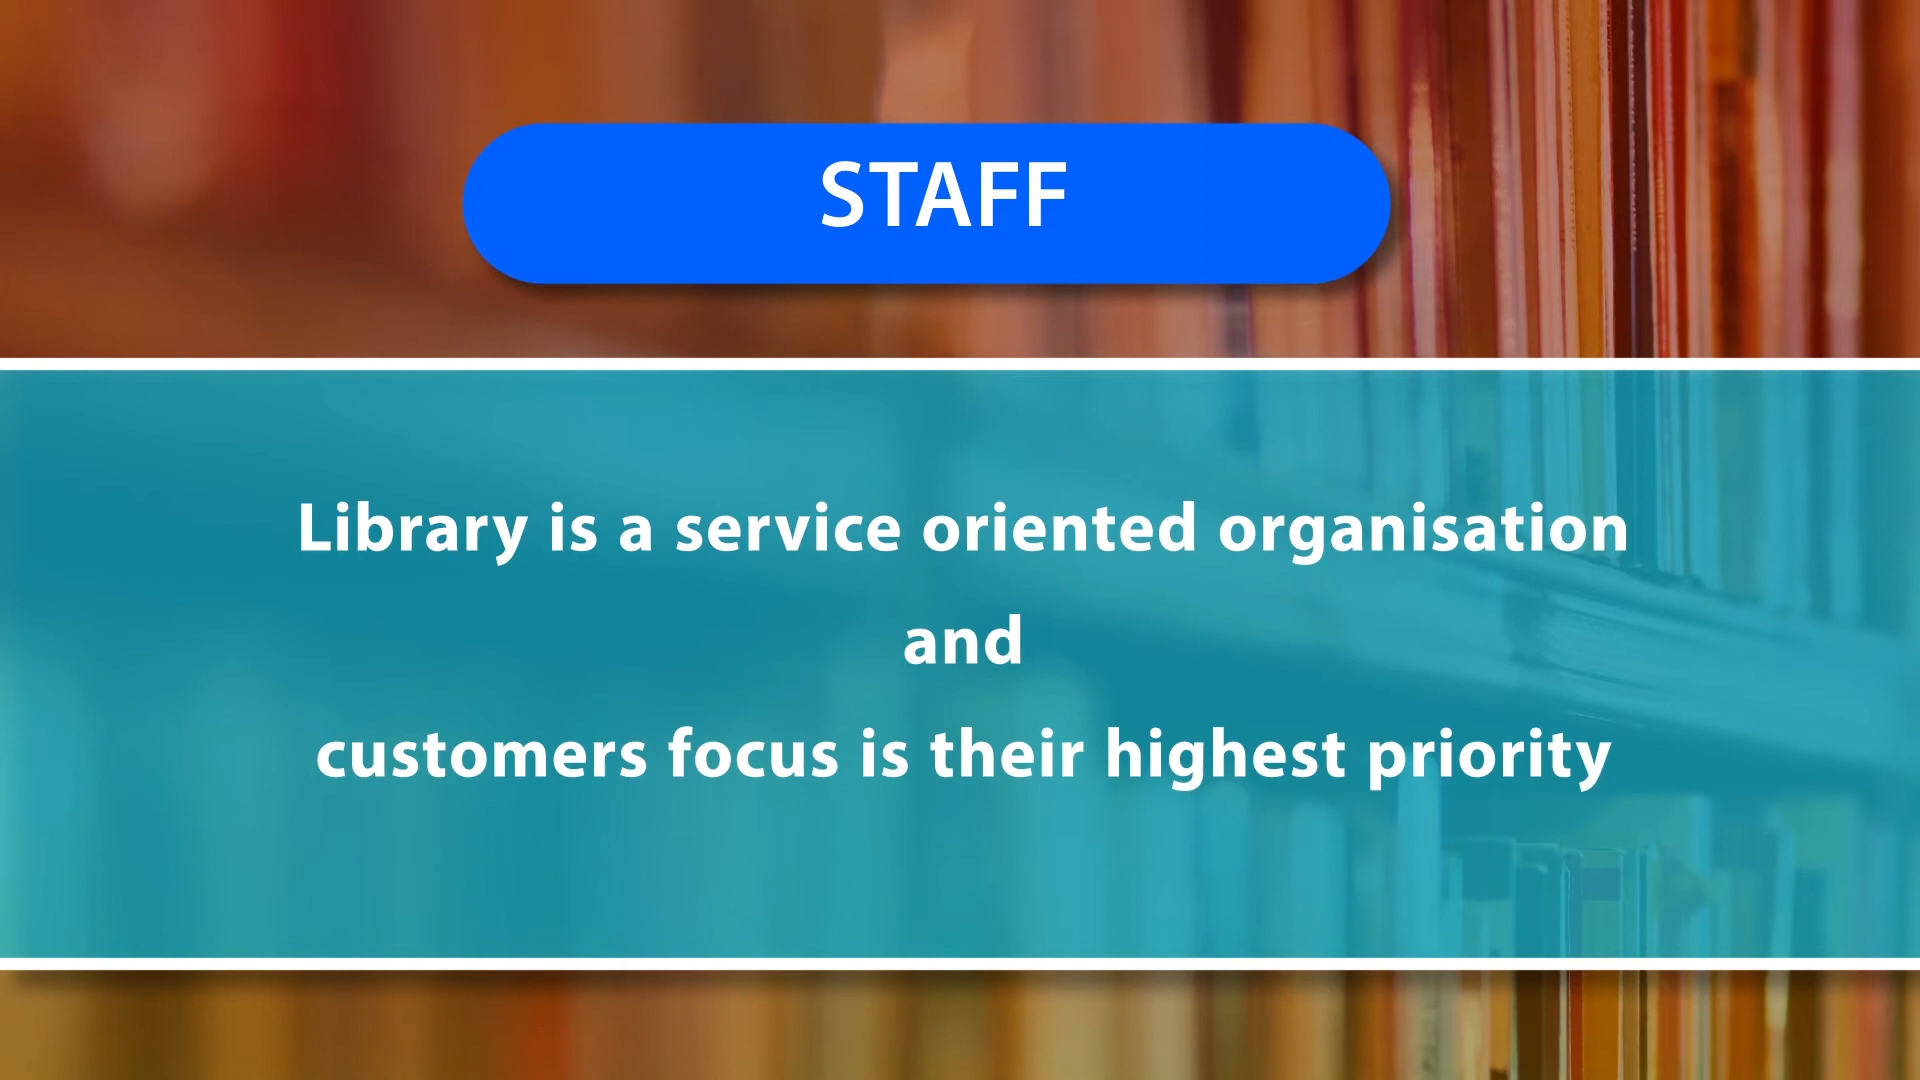 STAFF
Library is a service oriented organisation
and
customers focus is their highest priority